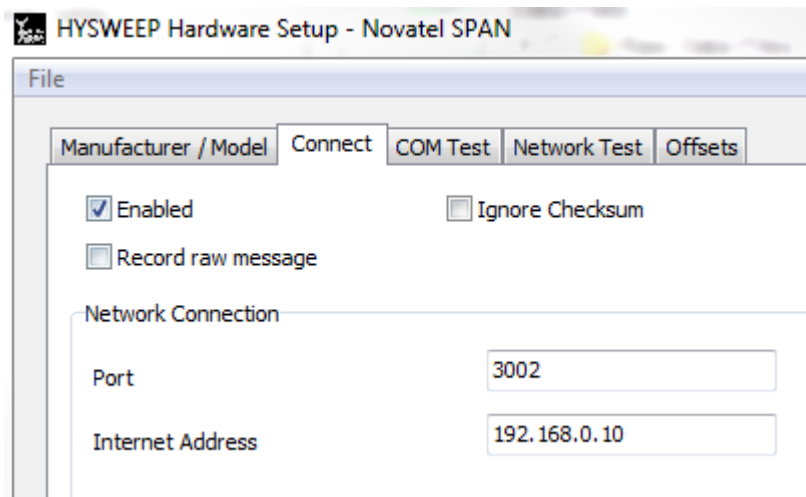 HYSWEEP Hardware Setup - Novatel SPAN
File
Manufacturer / Model Connect COM Test Network Test Offsets
Enabled Ignore Checksum
Record raw message
Network Connection
Port 3002
Internet Address 192.168.0.10